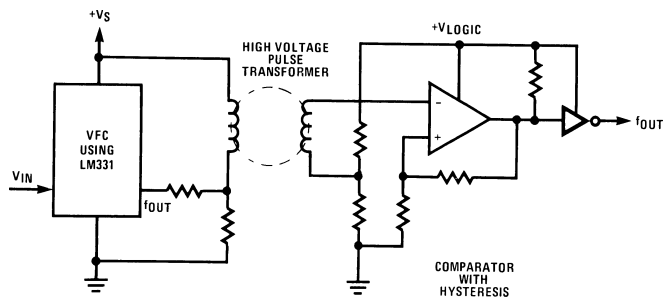 +VS
HIGH VOLTAGE
PULSE
TRANSFORMER
+VLOGIC
VFC
USING
LM331
VIN
fOUT
−
+
fOUT
COMPARATOR
WITH
HYSTERESIS